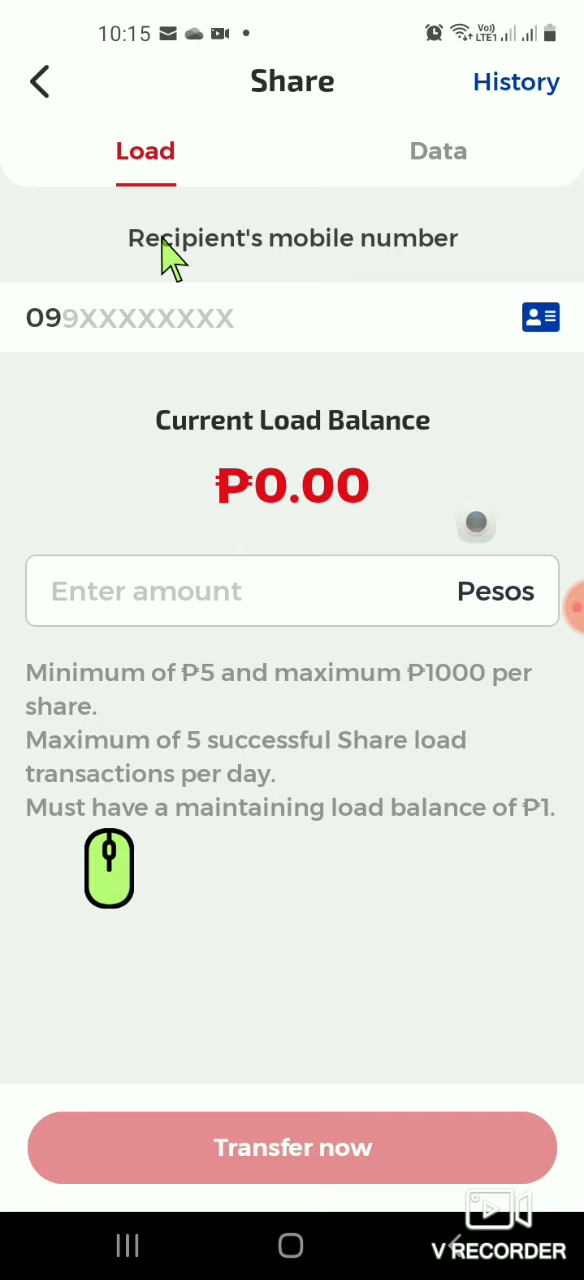 10:15
Vo))
LTE1
Share
History
Load
Data
Recipient's mobile number
099XXXXXXXX
Current Load Balance
₱0.00
Enter amount
Pesos
Minimum of ₱5 and maximum ₱1000 per
share.
Maximum of 5 successful Share load
transactions per day.
Must have a maintaining load balance of ₱1.
Transfer now
V RECORDER